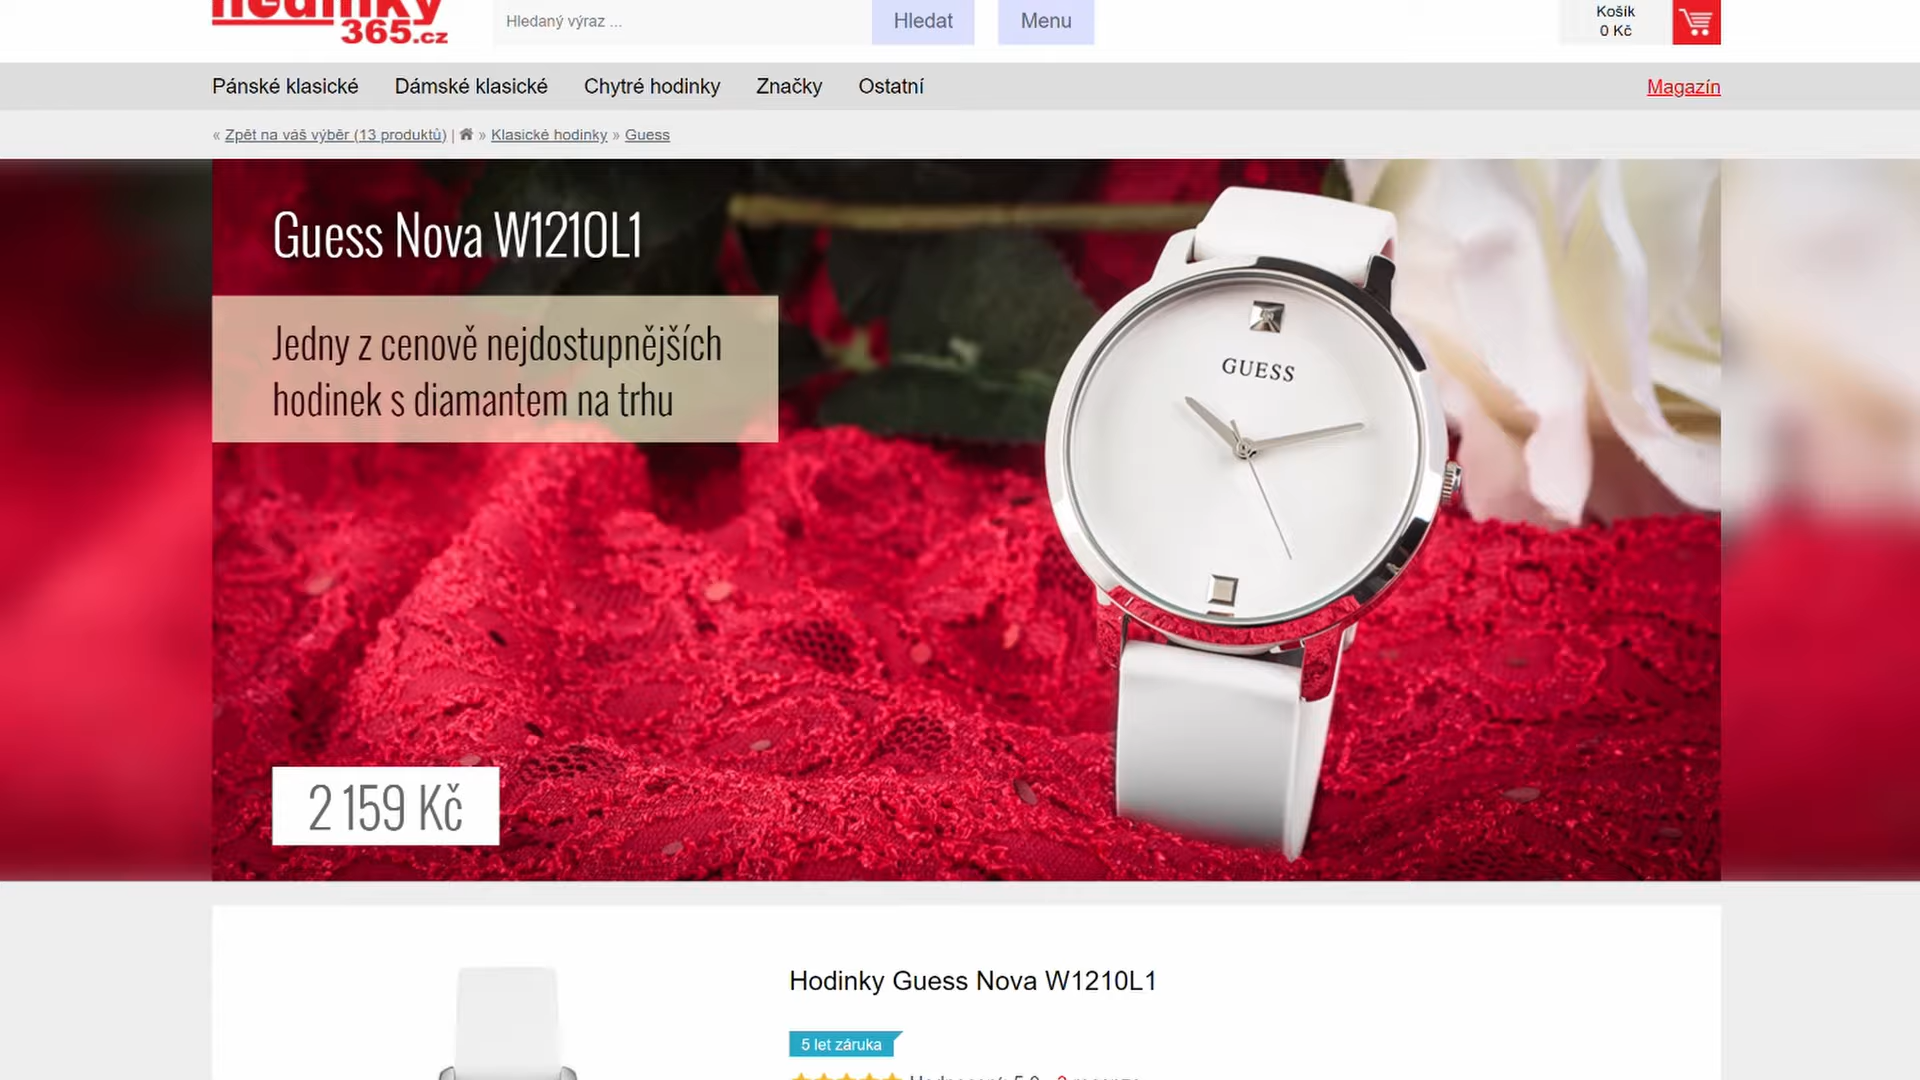 hodinky
365.cz
Hledaný výraz ...
Hledat
Menu
Košík
0 Kč
Pánské klasické
Dámské klasické
Chytré hodinky
Značky
Ostatní
Magazín
« Zpět na váš výběr (13 produktů) | » Klasické hodinky » Guess
Guess Nova W1210L1
Jedny z cenově nejdostupnějších
hodinek s diamantem na trhu
GUESS
2 159 Kč
Hodinky Guess Nova W1210L1
5 let záruka